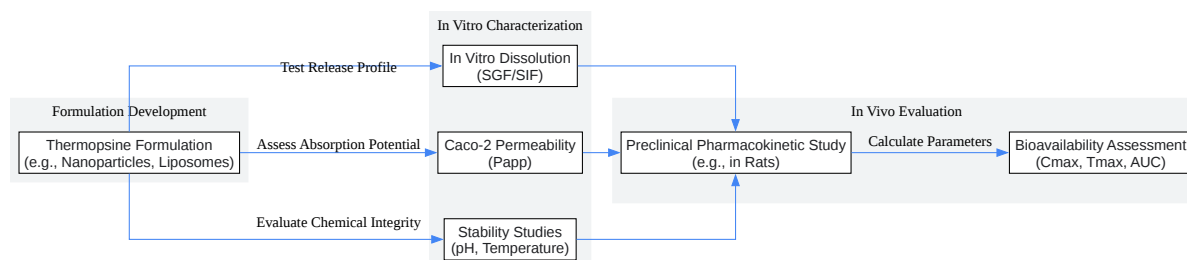 In Vitro Characterization
In Vitro Dissolution
(SGF/SIF)
Test Release Profile
Formulation Development
In Vivo Evaluation
Thermopsine Formulation
(e.g., Nanoparticles, Liposomes)
Assess Absorption Potential
Caco-2 Permeability
(Papp)
Preclinical Pharmacokinetic Study
(e.g., in Rats)
Calculate Parameters
Bioavailability Assessment
(Cmax, Tmax, AUC)
Evaluate Chemical Integrity
Stability Studies
(pH, Temperature)